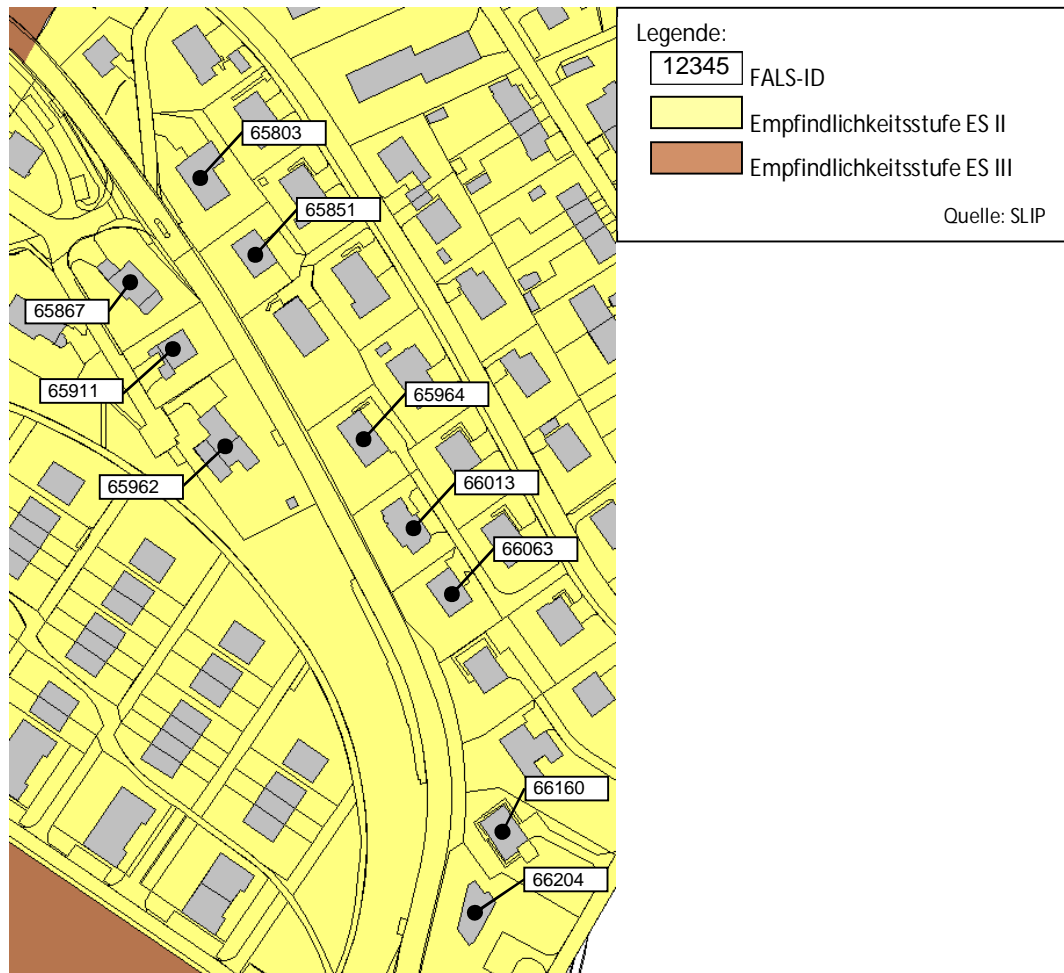 Legende:
12345 FALS-ID
Empfindlichkeitsstufe ES II
Empfindlichkeitsstufe ES III
Quelle: SLIP
65803
65851
65867
65911
65964
65962
66013
66063
66160
66204